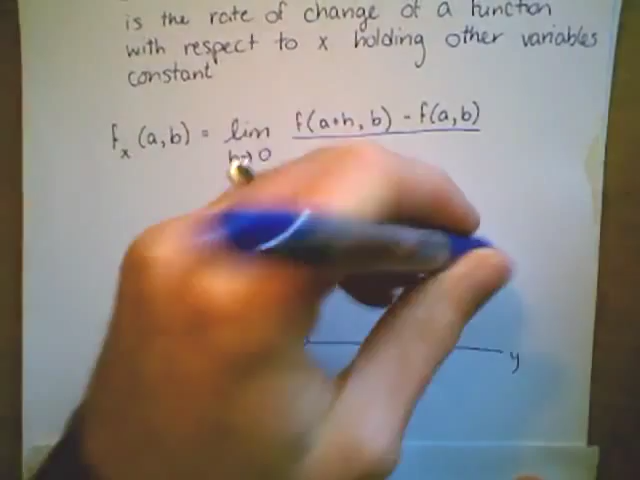 is the rate of change of a function
with respect to x holding other variables
constant
fₓ(a,b) = lim f(a+h, b) - f(a,b)
h→0
y